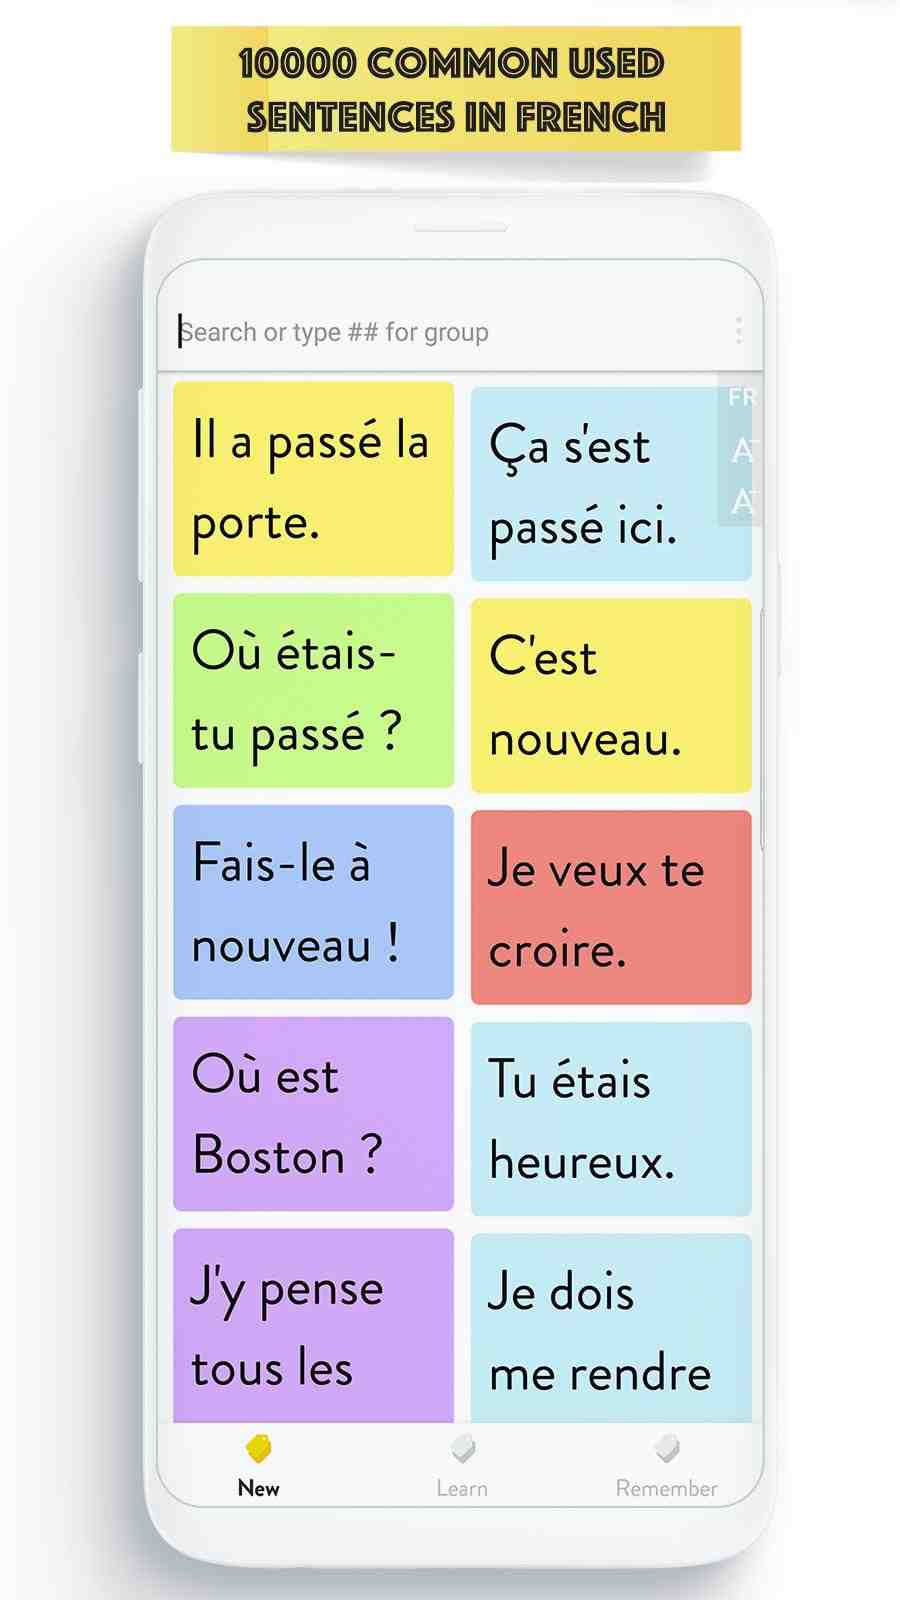 10000 COMMON USED
SENTENCES IN FRENCH
Search or type ## for group
FR
A
A
Il a passé la
porte.
Ça s'est
passé ici.
Où étais-
tu passé ?
C'est
nouveau.
Fais-le à
nouveau !
Je veux te
croire.
Où est
Boston ?
Tu étais
heureux.
J'y pense
tous les
Je dois
me rendre
New
Learn
Remember